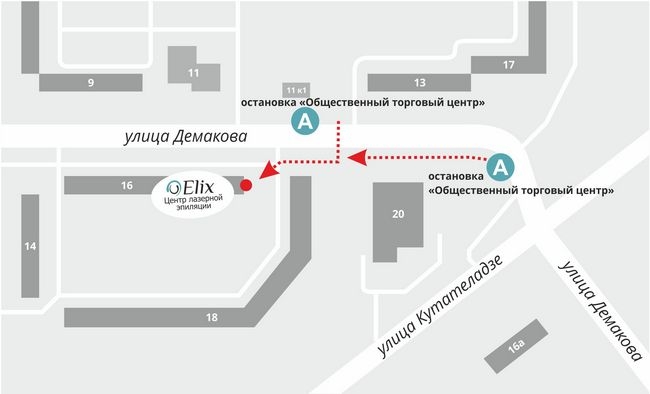 17
9
11
13
11 к1
остановка «Общественный торговый центр»
А
улица Демакова
А
остановка
«Общественный торговый центр»
16
Elix
Центр лазерной
эпиляции
20
14
18
улица Кутателадзе
улица Демакова
16а